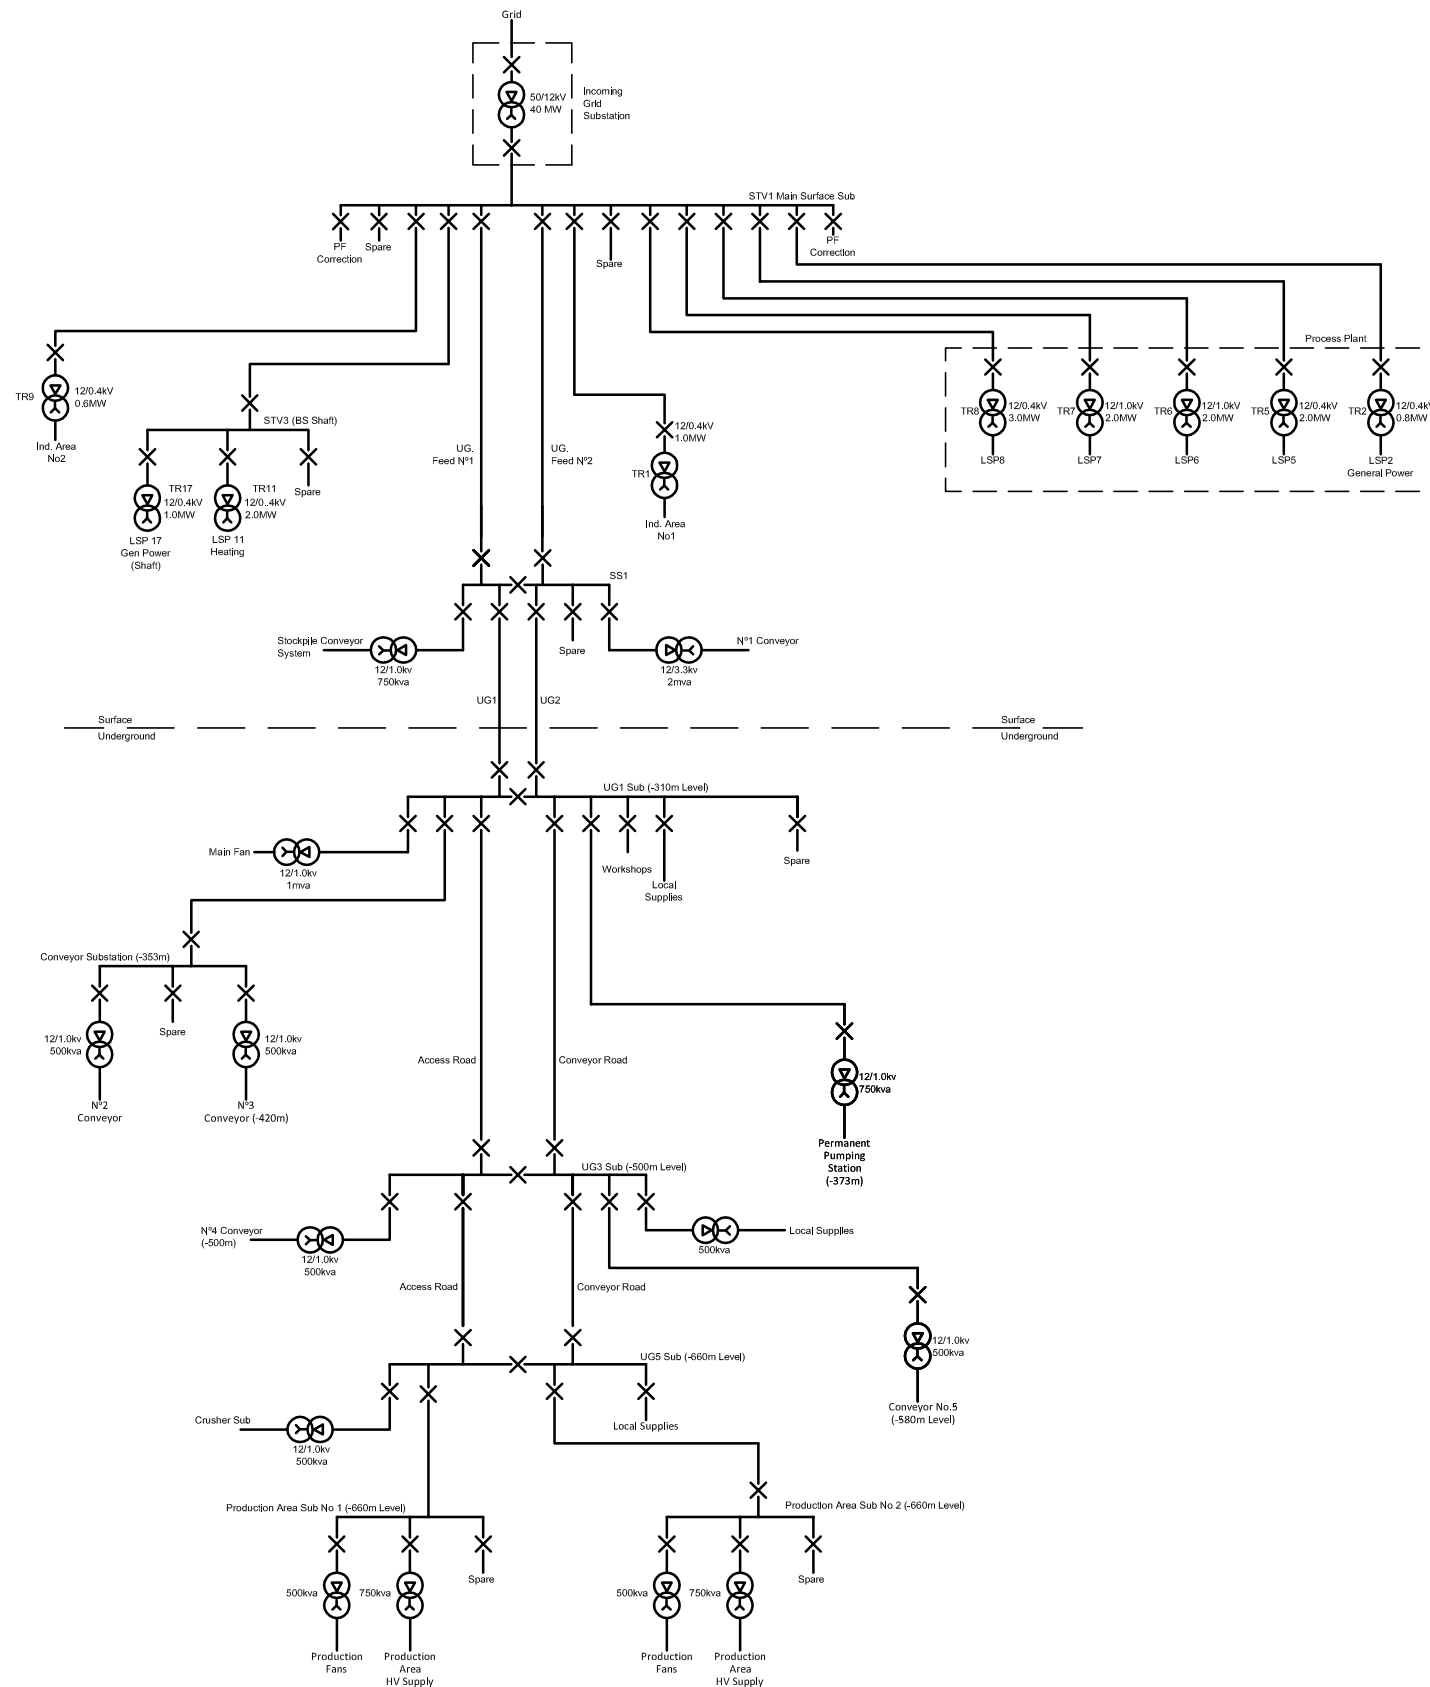 Grid
50/12kV
40 MW
Incoming
Grid
Substation
STV1 Main Surface Sub
PF
Correction
Spare
Spare
PF
Correction
Process Plant
TR9
12/0.4kV
0.6MW
Ind. Area
No2
STV3 (BS Shaft)
TR17
12/0.4kV
1.0MW
LSP 17
Gen Power
(Shaft)
TR11
12/0..4kV
2.0MW
LSP 11
Heating
Spare
UG.
Feed Nº1
UG.
Feed Nº2
12/0.4kV
1.0MW
TR1
Ind. Area
No1
TR8
12/0.4kV
3.0MW
LSP8
TR7
12/1.0kV
2.0MW
LSP7
TR6
12/1.0kV
2.0MW
LSP6
TR5
12/0.4kV
2.0MW
LSP5
TR2
12/0.4k
0.8MW
LSP2
General Power
SS1
Stockpile Conveyor
System
12/1.0kv
750kva
Spare
12/3.3kv
2mva
Nº1 Conveyor
UG1
UG2
Surface
Underground
Surface
Underground
UG1 Sub (-310m Level)
Main Fan
12/1.0kv
1mva
Workshops
Local
Supplies
Spare
Conveyor Substation (-353m)
12/1.0kv
500kva
Nº2
Conveyor
Spare
12/1.0kv
500kva
Nº3
Conveyor (-420m)
Access Road
Conveyor Road
12/1.0kv
750kva
Permanent
Pumping
Station
(-373m)
UG3 Sub (-500m Level)
Nº4 Conveyor
(-500m)
12/1.0kv
500kva
500kva
Local Supplies
Access Road
Conveyor Road
12/1.0kv
500kva
Conveyor No.5
(-580m Level)
UG5 Sub (-660m Level)
Crusher Sub
12/1.0kv
500kva
Local Supplies
Production Area Sub No 1 (-660m Level)
500kva
Production
Fans
750kva
Production
Area
HV Supply
Spare
Production Area Sub No 2 (-660m Level)
500kva
Production
Fans
750kva
Production
Area
HV Supply
Spare